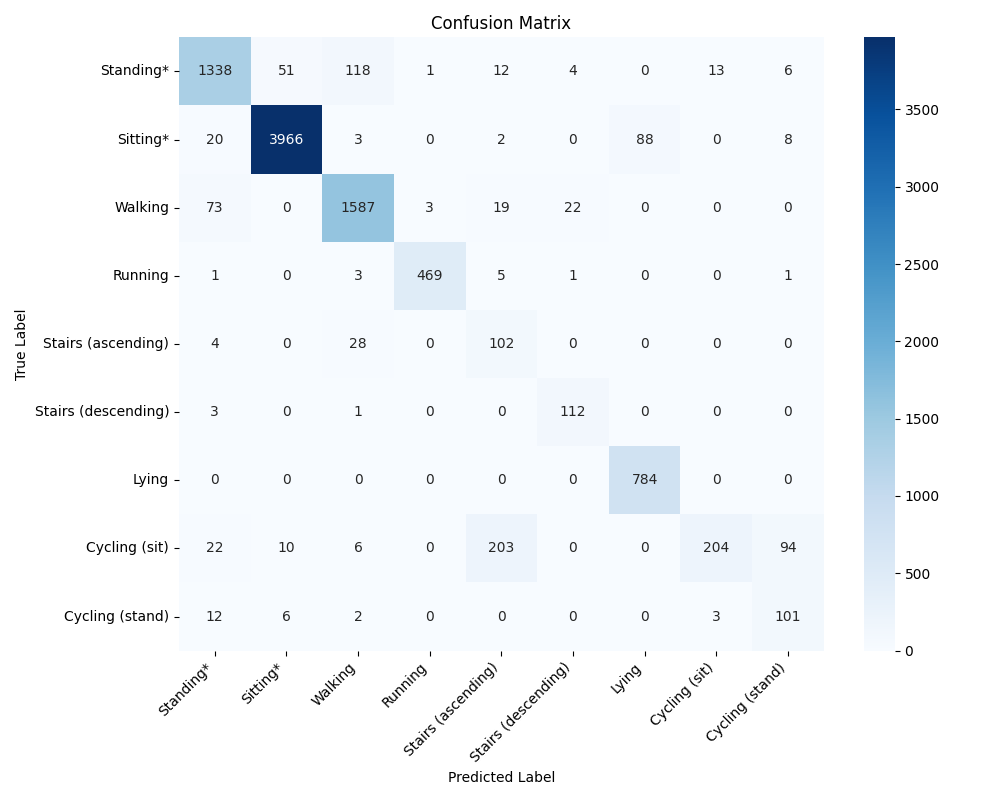 Confusion Matrix
True Label
Standing* 1338 51 118 1 12 4 0 13 6
Sitting* 20 3966 3 0 2 0 88 0 8
Walking 73 0 1587 3 19 22 0 0 0
Running 1 0 3 469 5 1 0 0 1
Stairs (ascending) 4 0 28 0 102 0 0 0 0
Stairs (descending) 3 0 1 0 0 112 0 0 0
Lying 0 0 0 0 0 0 784 0 0
Cycling (sit) 22 10 6 0 203 0 0 204 94
Cycling (stand) 12 6 2 0 0 0 0 3 101
Standing*
Sitting*
Walking
Running
Stairs (ascending)
Stairs (descending)
Lying
Cycling (sit)
Cycling (stand)
Predicted Label
3500
3000
2500
2000
1500
1000
500
0